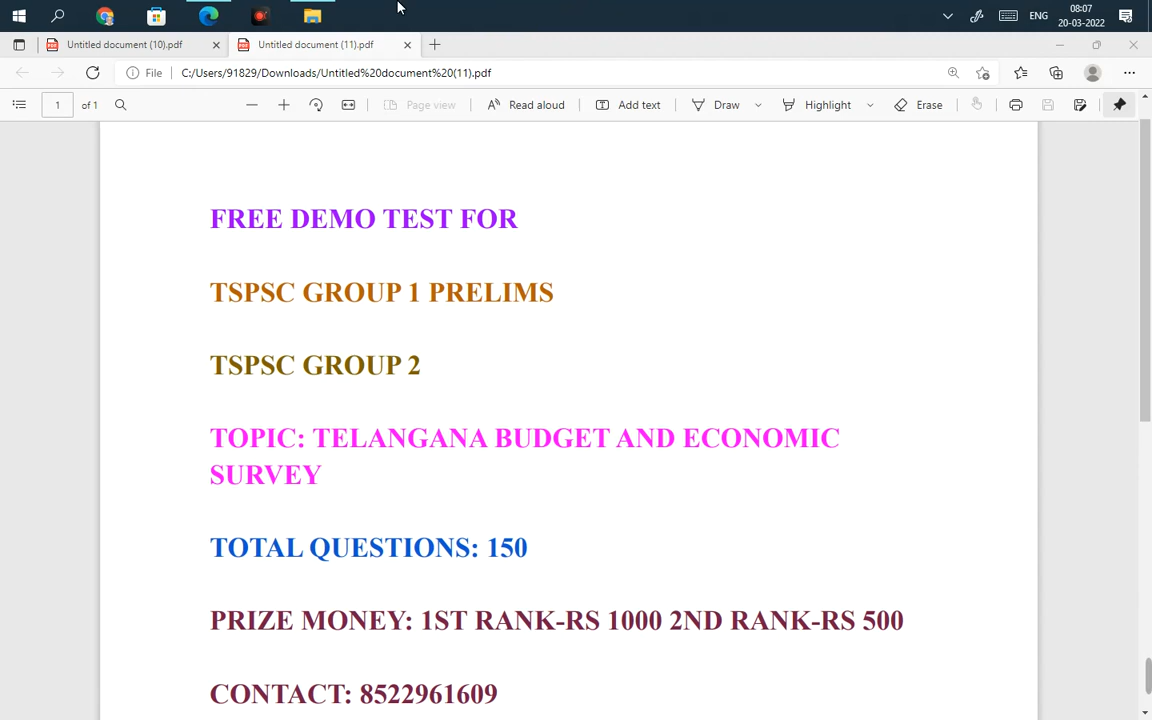 ENG
08:07
20-03-2022
Untitled document (10).pdf
Untitled document (11).pdf
File
C:/Users/91829/Downloads/Untitled%20document%20(11).pdf
1
of 1
Page view
Read aloud
Add text
Draw
Highlight
Erase
FREE DEMO TEST FOR
TSPSC GROUP 1 PRELIMS
TSPSC GROUP 2
TOPIC: TELANGANA BUDGET AND ECONOMIC
SURVEY
TOTAL QUESTIONS: 150
PRIZE MONEY: 1ST RANK-RS 1000 2ND RANK-RS 500
CONTACT: 8522961609